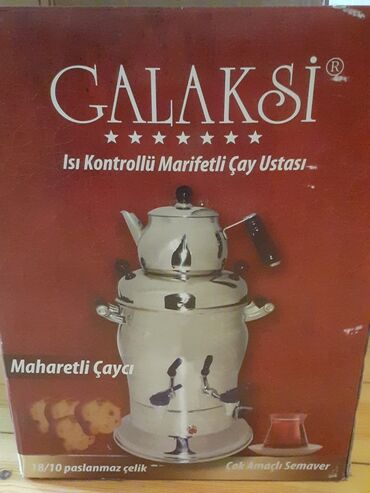 GALAKSİ®
Isı Kontrollü Marifetli Çay Ustası
Maharetli Çaycı
18/10 paslanmaz çelik
Çok Amaçlı Semaver